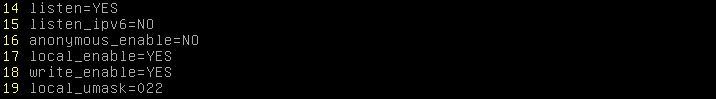 14 listen=YES
15 listen_ipv6=NO
16 anonymous_enable=NO
17 local_enable=YES
18 write_enable=YES
19 local_umask=022